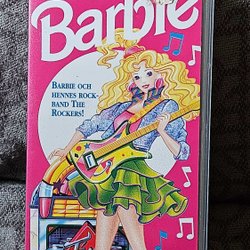 Barbie
BARBIE OCH
HENNES ROCK-
BAND THE
ROCKERS!